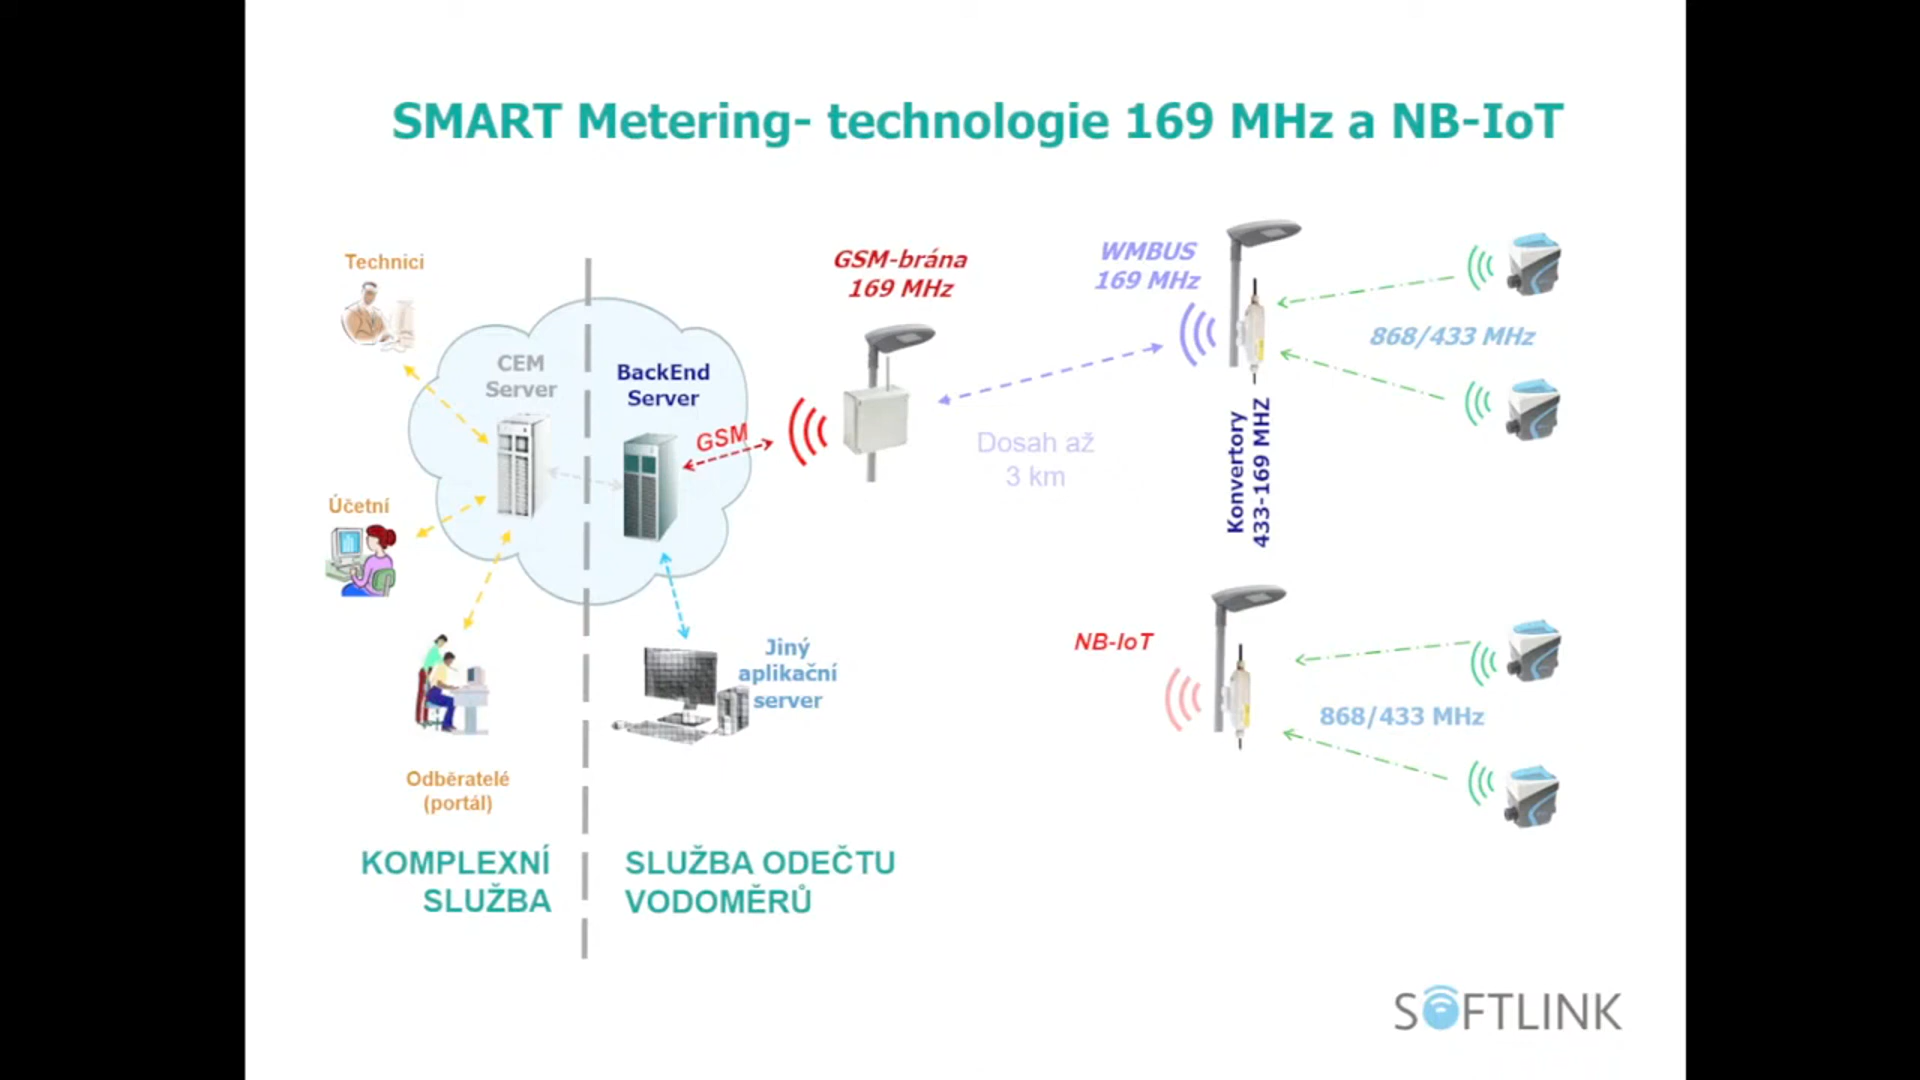 SMART Metering- technologie 169 MHz a NB-IoT
Technici
CEM
Server
BackEnd
Server
GSM
GSM-brána
169 MHz
WMBUS
169 MHz
868/433 MHz
Dosah až
3 km
Konvertory
433-169 MHZ
Účetní
NB-IoT
Jiný
aplikační
server
868/433 MHz
Odběratelé
(portál)
KOMPLEXNÍ
SLUŽBA
SLUŽBA ODEČTU
VODOMĚRŮ
SOFTLINK